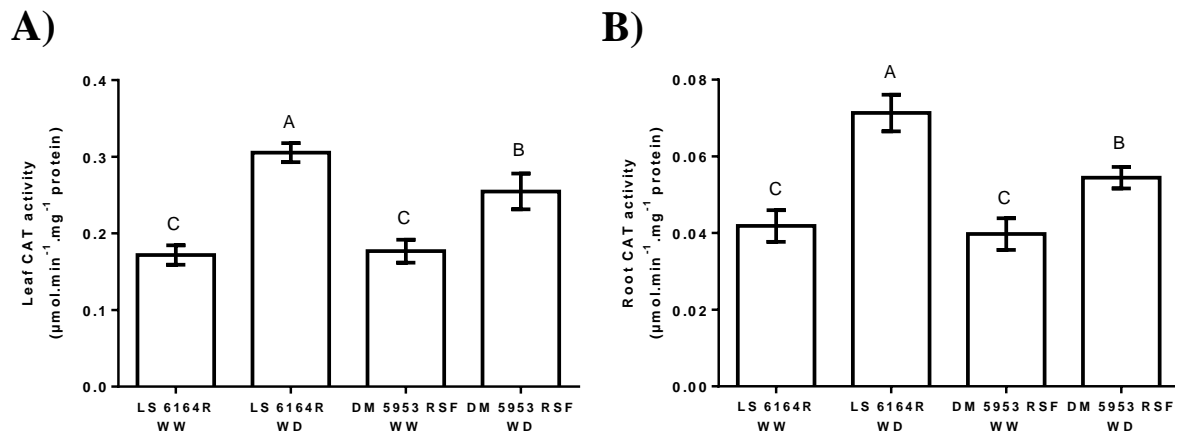 A)
Leaf CAT activity
(µmol.min⁻¹.mg⁻¹ protein)
0.4
0.3
0.2
0.1
0.0
C
A
C
B
LS 6164R LS 6164R DM 5953 RSF DM 5953 RSF
WW WD WW WD
B)
Root CAT activity
(µmol.min⁻¹.mg⁻¹ protein)
0.08
0.06
0.04
0.02
0.00
C
A
C
B
LS 6164R LS 6164R DM 5953 RSF DM 5953 RSF
WW WD WW WD